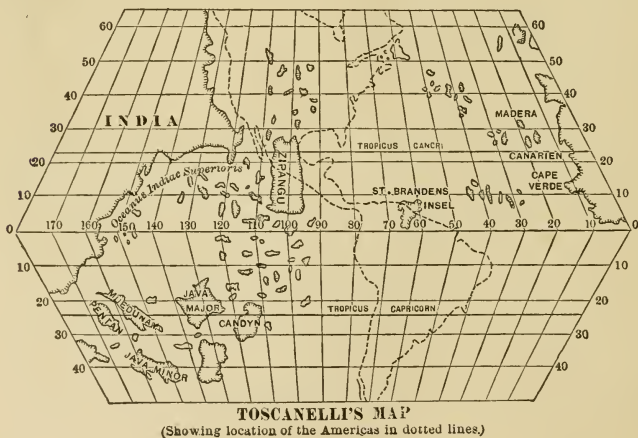 60
50
40
30
20
10
0
60
50
40
30
20
10
0
INDIA
MADERA
CANARIEN
CAPE
VERDE
ZIPANGU
TROPICUS CANCRI
ST. BRANDENS
INSEL
Oceanus Indiae Superioris
170 160 150 140 130 120 110 100 90 80 70 60 50 40 30 20 10
10
20
30
40
10
20
30
40
JAVA
MAJOR
CANDYN
PENTAN
JAVA MINOR
TROPICUS CAPRICORN
TOSCANELLI'S MAP
(Showing location of the Americas in dotted lines.)